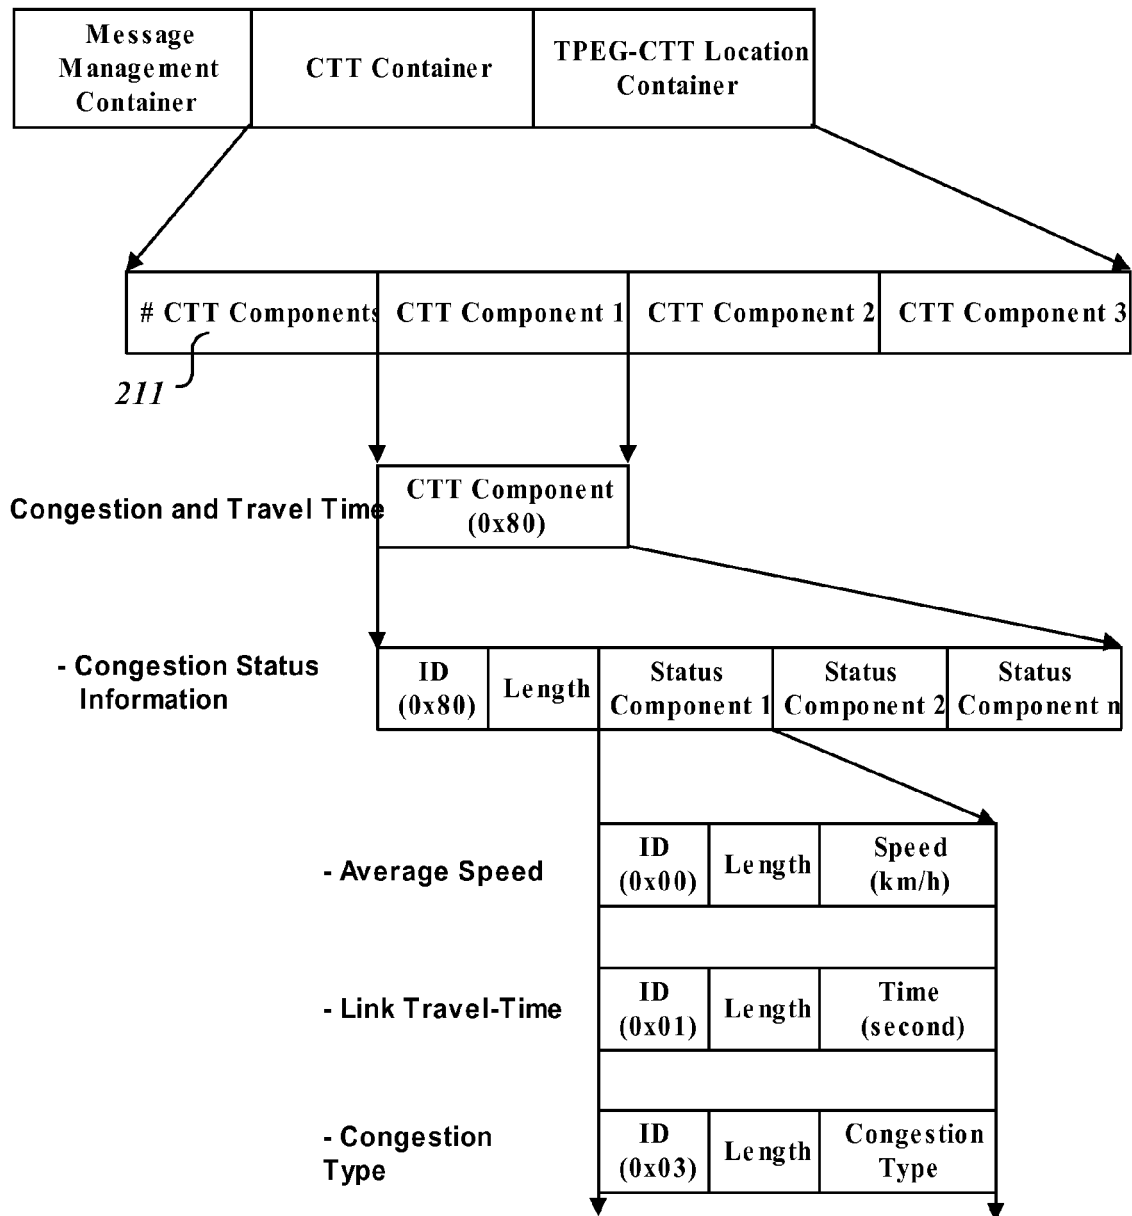 Message
Management
Container
CTT Container
TPEG-CTT Location
Container
# CTT Components
CTT Component 1
CTT Component 2
CTT Component 3
211
Congestion and Travel Time
CTT Component
(0x80)
- Congestion Status
Information
ID
(0x80)
Length
Status
Component 1
Status
Component 2
Status
Component n
- Average Speed
ID
(0x00)
Length
Speed
(km/h)
- Link Travel-Time
ID
(0x01)
Length
Time
(second)
- Congestion
Type
ID
(0x03)
Length
Congestion
Type